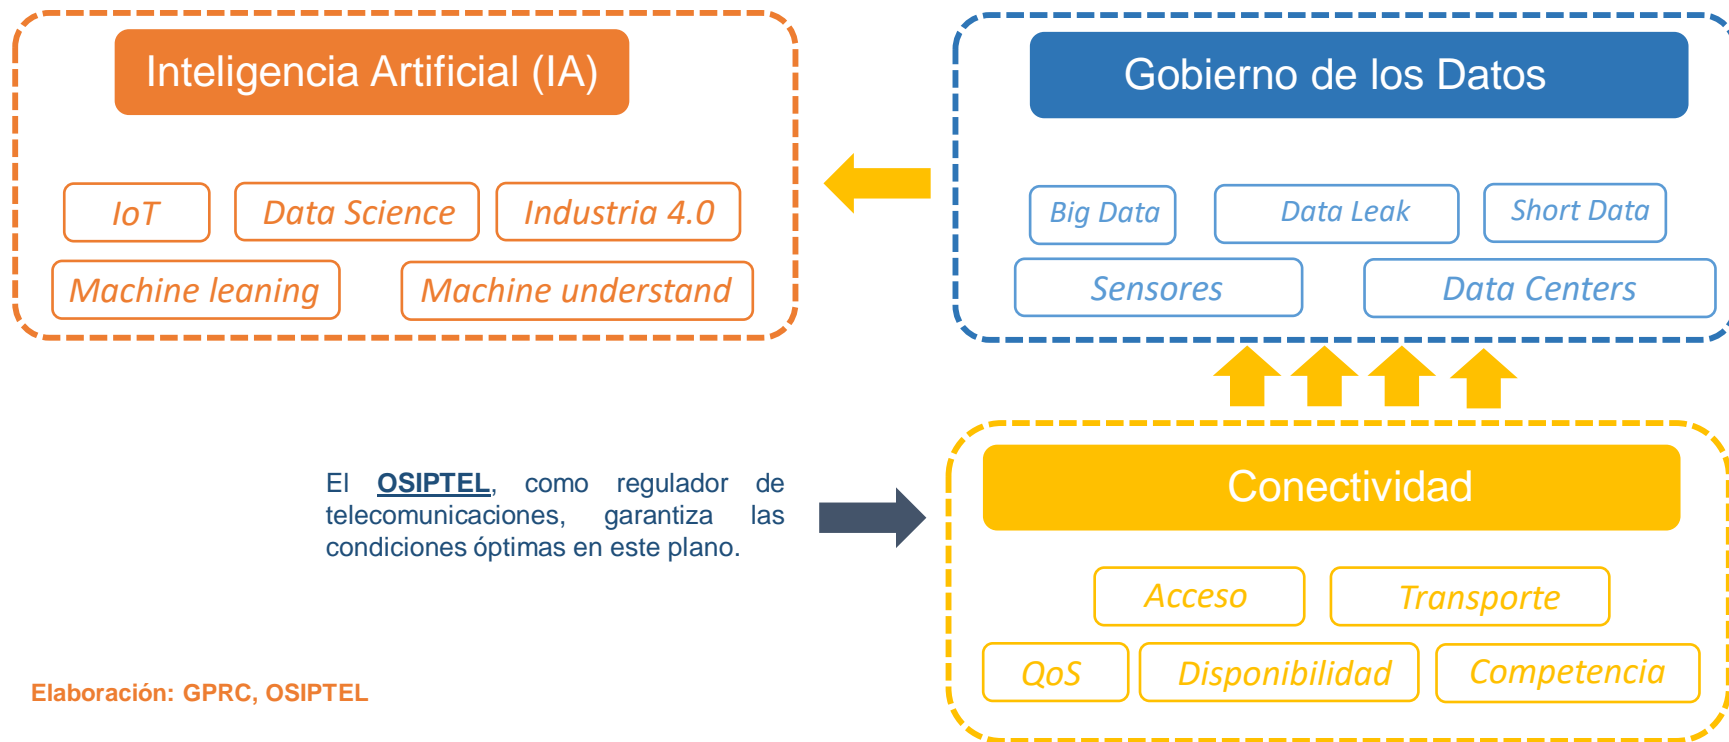 Inteligencia Artificial (IA)
IoT
Data Science
Industria 4.0
Machine leaning
Machine understand
Gobierno de los Datos
Big Data
Data Leak
Short Data
Sensores
Data Centers
El OSIPTEL, como regulador de
telecomunicaciones, garantiza las
condiciones óptimas en este plano.
Conectividad
Acceso
Transporte
QoS
Disponibilidad
Competencia
Elaboración: GPRC, OSIPTEL